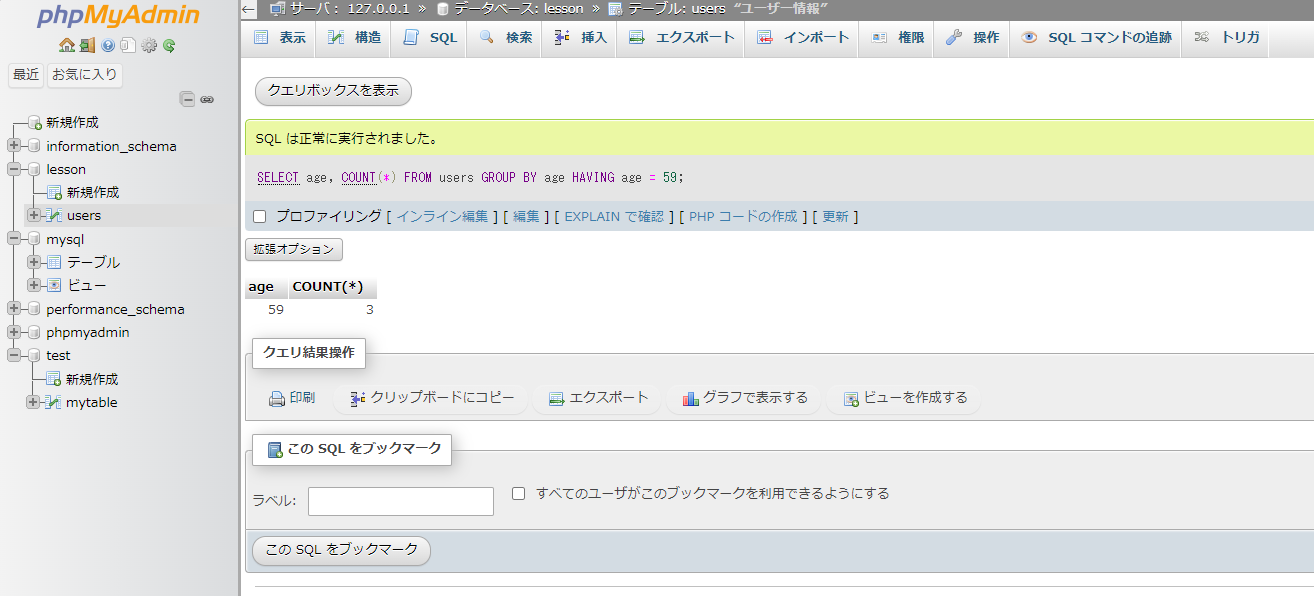 phpMyAdmin
最近 お気に入り
新規作成
information_schema
lesson
新規作成
users
mysql
テーブル
ビュー
performance_schema
phpmyadmin
test
新規作成
mytable
← サーバ: 127.0.0.1 » データベース: lesson » テーブル: users “ユーザー情報”
表示 構造 SQL 検索 挿入 エクスポート インポート 権限 操作 SQL コマンドの追跡 トリガ
クエリボックスを表示
SQL は正常に実行されました。
SELECT age, COUNT(*) FROM users GROUP BY age HAVING age = 59;
プロファイリング [ インライン編集 ] [ 編集 ] [ EXPLAIN で確認 ] [ PHP コードの作成 ] [ 更新 ]
拡張オプション
age COUNT(*)
59 3
クエリ結果操作
印刷 クリップボードにコピー エクスポート グラフで表示する ビューを作成する
この SQL をブックマーク
ラベル: すべてのユーザがこのブックマークを利用できるようにする
この SQL をブックマーク